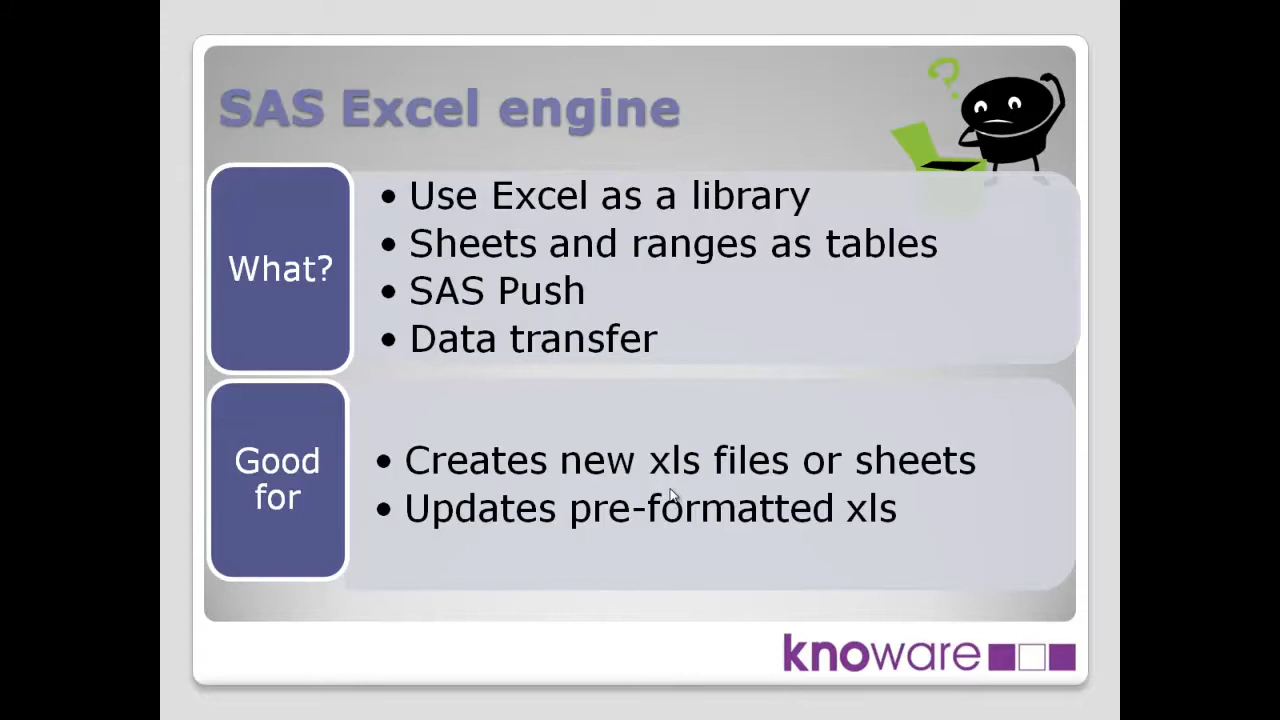 SAS Excel engine
What?
• Use Excel as a library
• Sheets and ranges as tables
• SAS Push
• Data transfer
Good
for
• Creates new xls files or sheets
• Updates pre-formatted xls
knoware
?